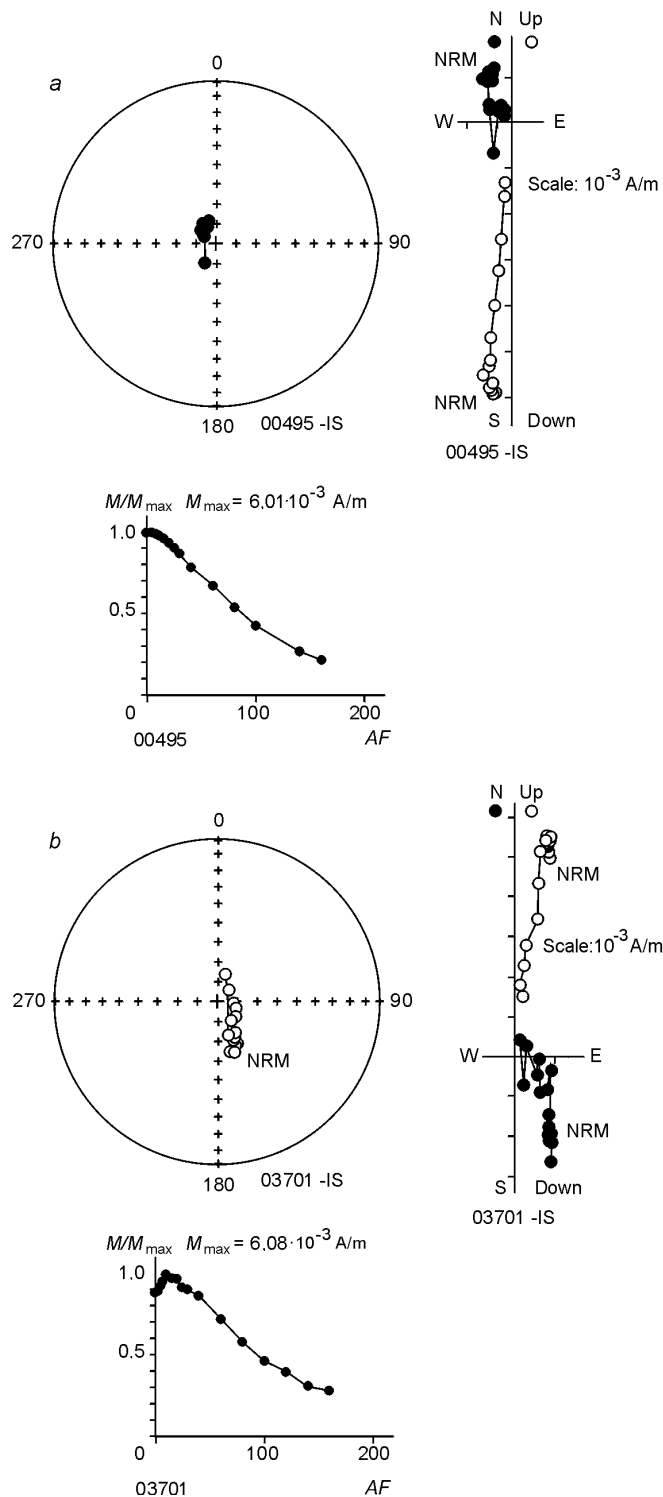 N Up
a
0
NRM
W E
Scale: 10-3 A/m
270 90
NRM
S Down
180 00495 -IS
00495 -IS
M/Mmax Mmax = 6,01·10-3 A/m
1.0
0,5
0 100 200
00495 AF
N Up
b
0
NRM
Scale:10-3 A/m
270 90
W E
NRM
NRM
180 03701 -IS
S Down
03701 -IS
M/Mmax Mmax = 6,08·10-3 A/m
1.0
0.5
0 100 200
03701 AF